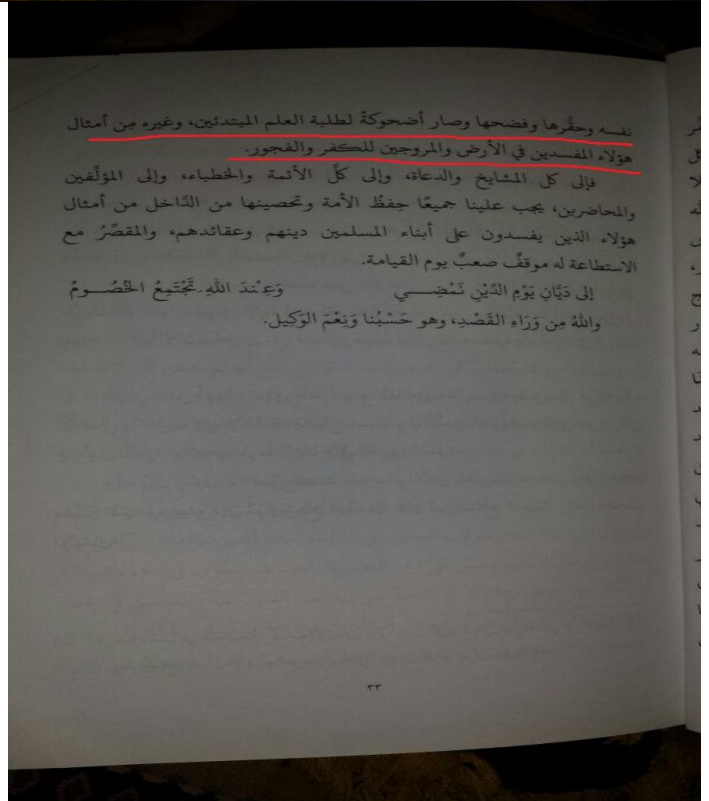 نفسه وحقَّرها وفضحها وصار أضحوكةً لطلبة العلم المبتدئين، وغيره مِن أمثال
هؤلاء المفسدين في الأرض والمروجين للكفر والفجور.
فإلى كل المشايخ والدعاة، وإلى كلِّ الأئمة والخطباء، وإلى المؤلِّفين
والمحاضرين، يجب علينا جميعًا حِفظُ الأمة وتحصينها من الدَّاخل من أمثال
هؤلاء الذين يفسدون على أبناء المسلمين دينهم وعقائدهم، والمقصِّرُ مع
الاستطاعة له موقفٌ صعبٌ يوم القيامة.
إلى دَيَّانِ يَوْمِ الدِّيْنِ نَمْضِـــــي وَعِنْدَ اللهِ تَجْتَمِعُ الخُصُـــومُ
واللهُ مِن وَرَاءِ القَصْدِ، وهو حَسْبُنا وَنِعْمَ الوَكِيل.
٣٣